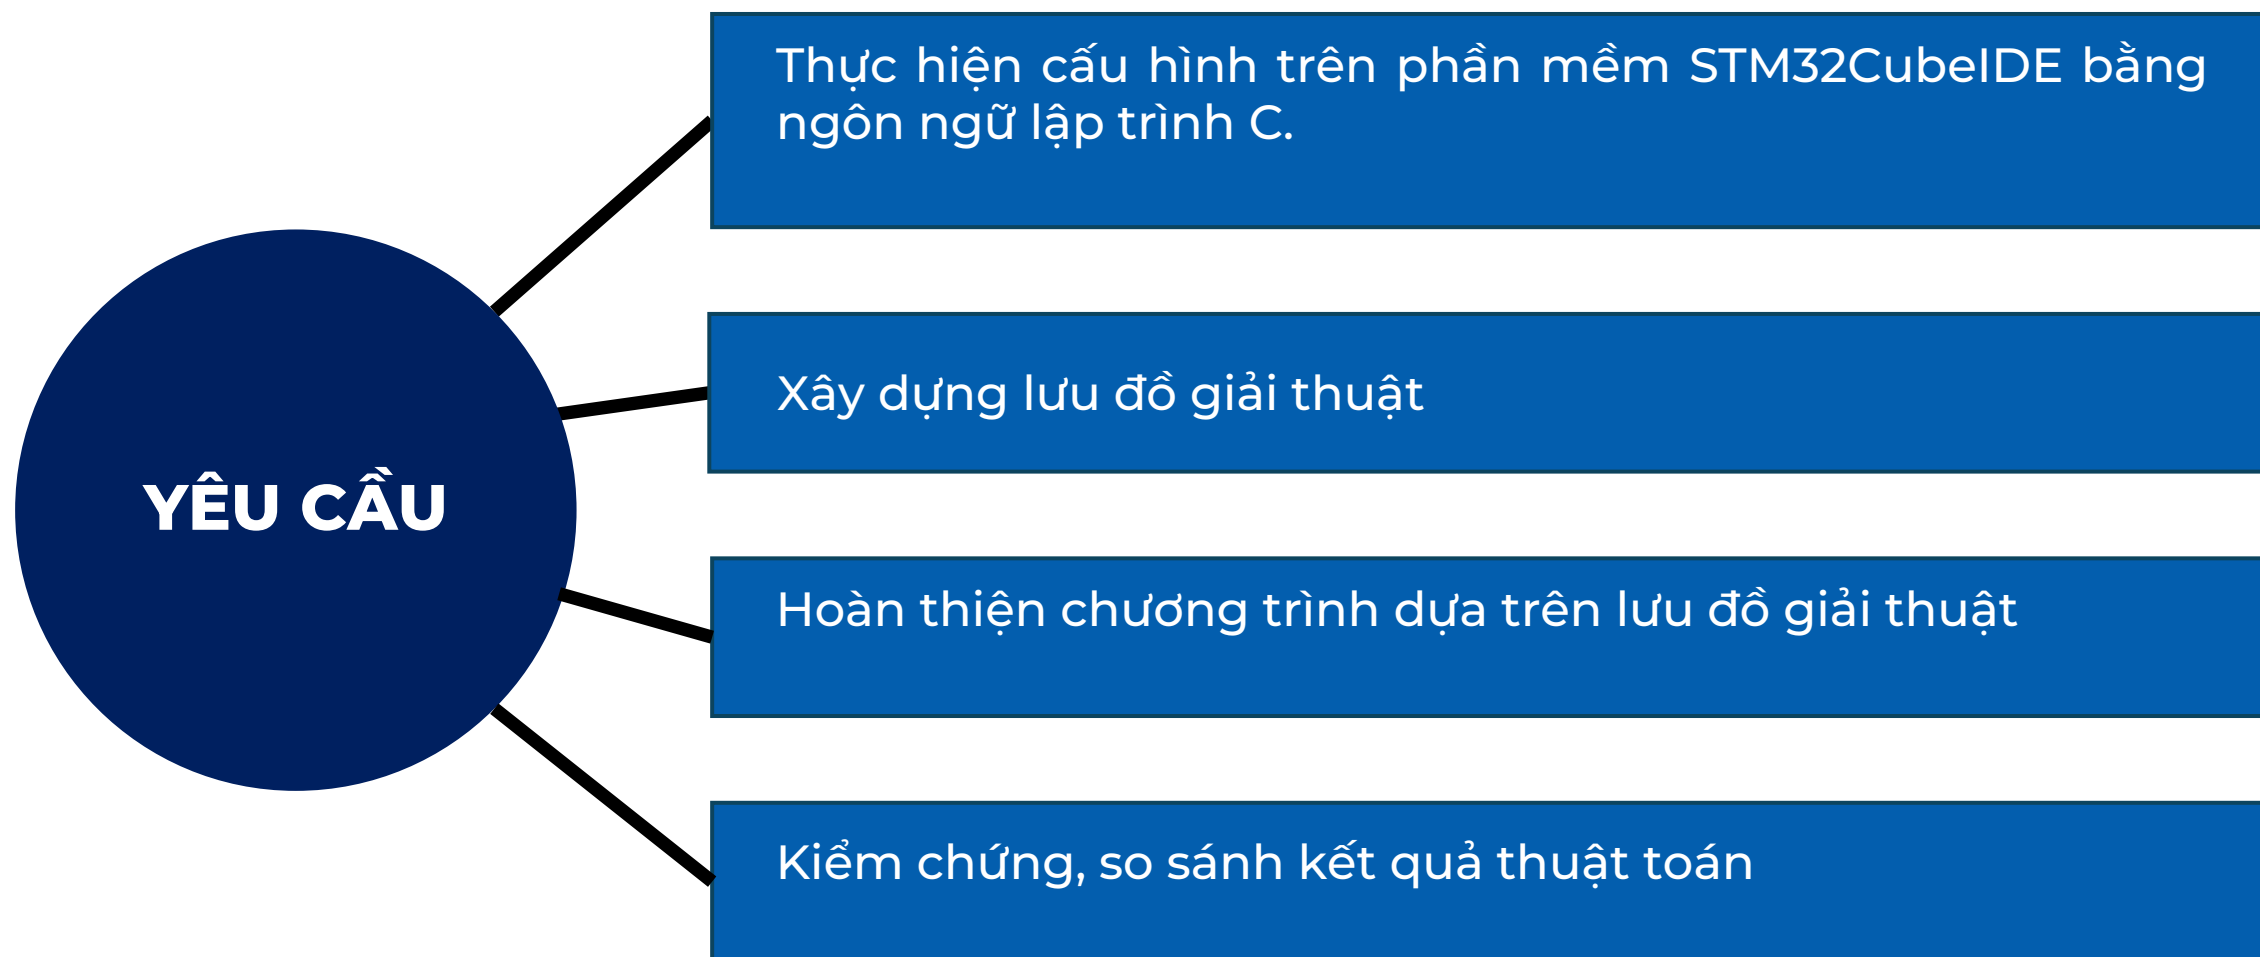 Thực hiện cấu hình trên phần mềm STM32CubeIDE bằng
ngôn ngữ lập trình C.
Xây dựng lưu đồ giải thuật
YÊU CẦU
Hoàn thiện chương trình dựa trên lưu đồ giải thuật
Kiểm chứng, so sánh kết quả thuật toán